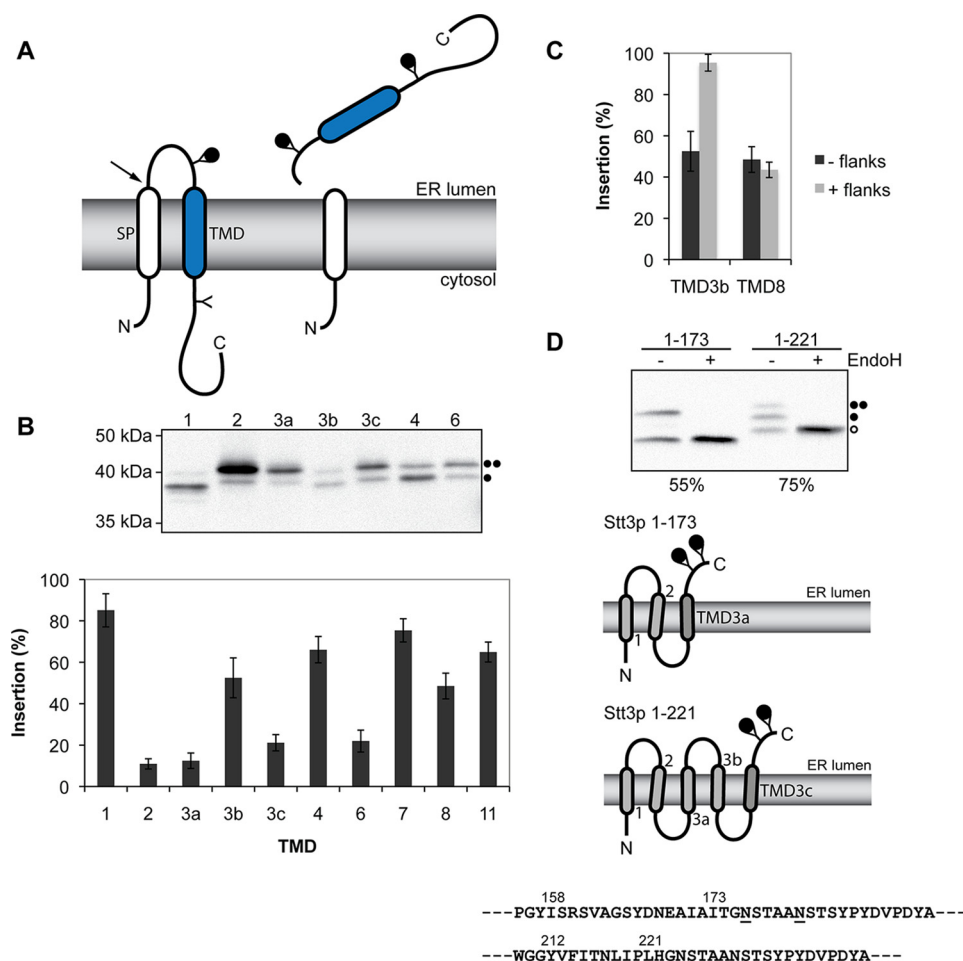 A
C
ER lumen
SP
TMD
cytosol
N
C
N
B
1 2 3a 3b 3c 4 6
50 kDa
40 kDa
35 kDa
Insertion (%)
100
80
60
40
20
0
1 2 3a 3b 3c 4 6 7 8 11
TMD
C
Insertion (%)
100
80
60
40
20
0
- flanks
+ flanks
TMD3b TMD8
D
1-173 1-221
- + - + EndoH
55% 75%
Stt3p 1-173
C
2
ER lumen
TMD3a
1
N
Stt3p 1-221
C
2 3b
ER lumen
TMD3c
1 3a
N
158 173
---PGYISRSVAGSYDNEAIAITGNSTAANSTSYPYDVPDYA---
212 221
---WGGYVFITNLIPLHGNSTAANSTSYPYDVPDYA---